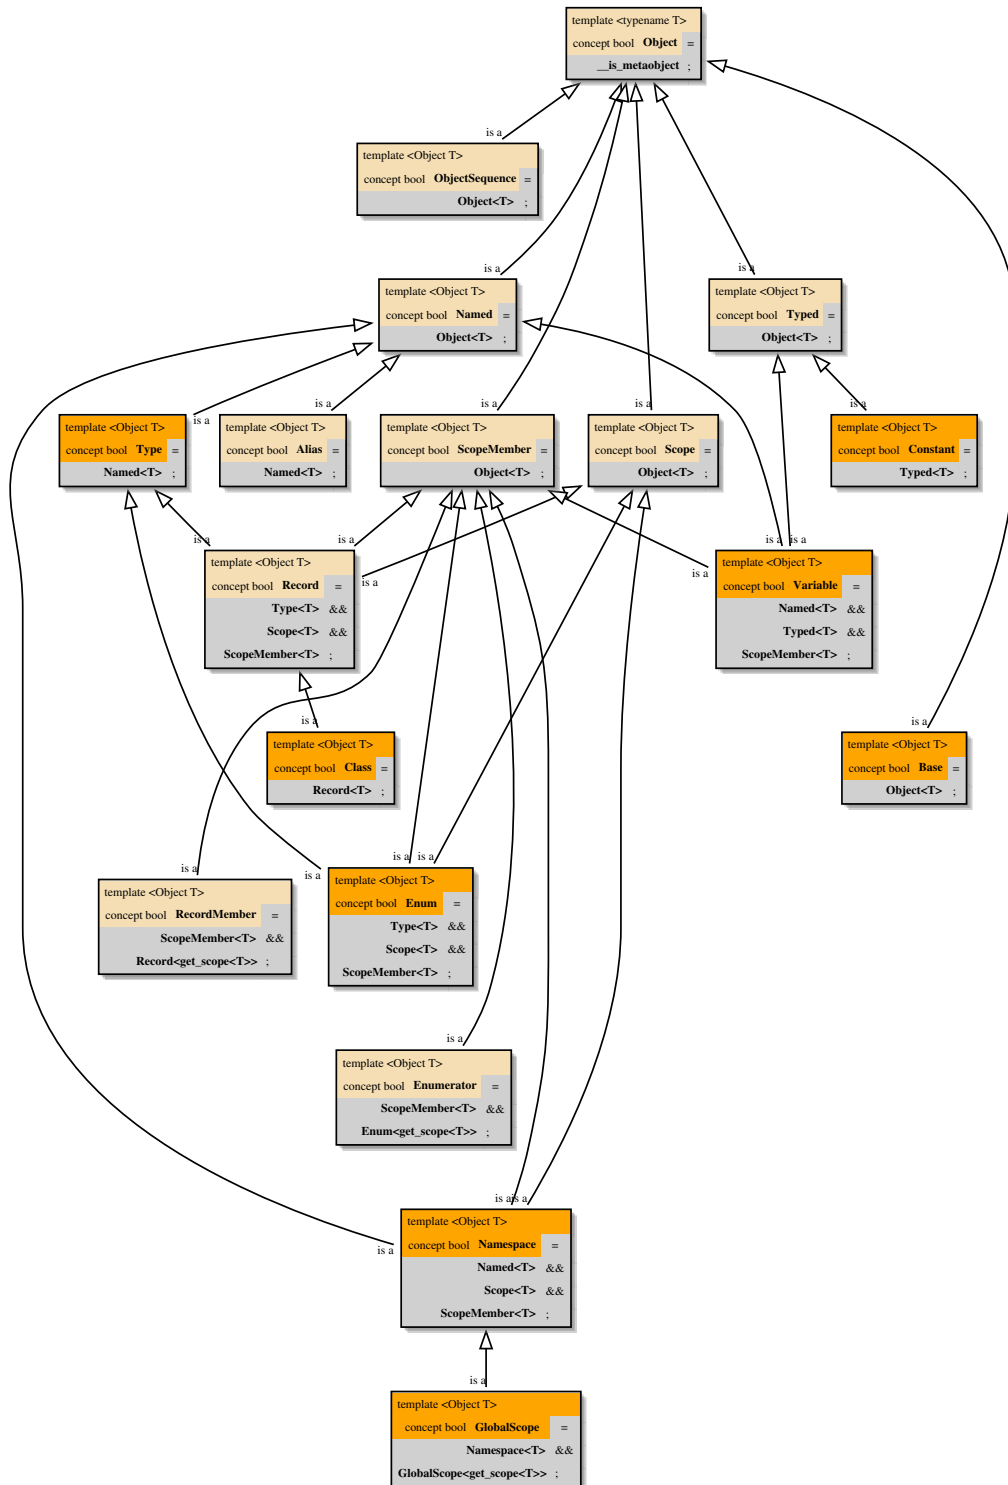 template <typename T>
concept bool Object =
__is_metaobject ;
is a
template <Object T>
concept bool ObjectSequence =
Object<T> ;
is a
is a
template <Object T>
concept bool Named =
Object<T> ;
template <Object T>
concept bool Typed =
Object<T> ;
is a
is a
is a
is a
is a
template <Object T>
concept bool Type =
Named<T> ;
template <Object T>
concept bool Alias =
Named<T> ;
template <Object T>
concept bool ScopeMember =
Object<T> ;
template <Object T>
concept bool Scope =
Object<T> ;
template <Object T>
concept bool Constant =
Typed<T> ;
is a
is a
is a
is a
is a
is a
template <Object T>
concept bool Record =
Type<T> &&
Scope<T> &&
ScopeMember<T> ;
template <Object T>
concept bool Variable =
Named<T> &&
Typed<T> &&
ScopeMember<T> ;
is a
is a
template <Object T>
concept bool Class =
Record<T> ;
template <Object T>
concept bool Base =
Object<T> ;
is a
is a
is a
is a
template <Object T>
concept bool RecordMember =
ScopeMember<T> &&
Record<get_scope<T>> ;
template <Object T>
concept bool Enum =
Type<T> &&
Scope<T> &&
ScopeMember<T> ;
is a
template <Object T>
concept bool Enumerator =
ScopeMember<T> &&
Enum<get_scope<T>> ;
is a
is a
is a
template <Object T>
concept bool Namespace =
Named<T> &&
Scope<T> &&
ScopeMember<T> ;
is a
template <Object T>
concept bool GlobalScope =
Namespace<T> &&
GlobalScope<get_scope<T>> ;